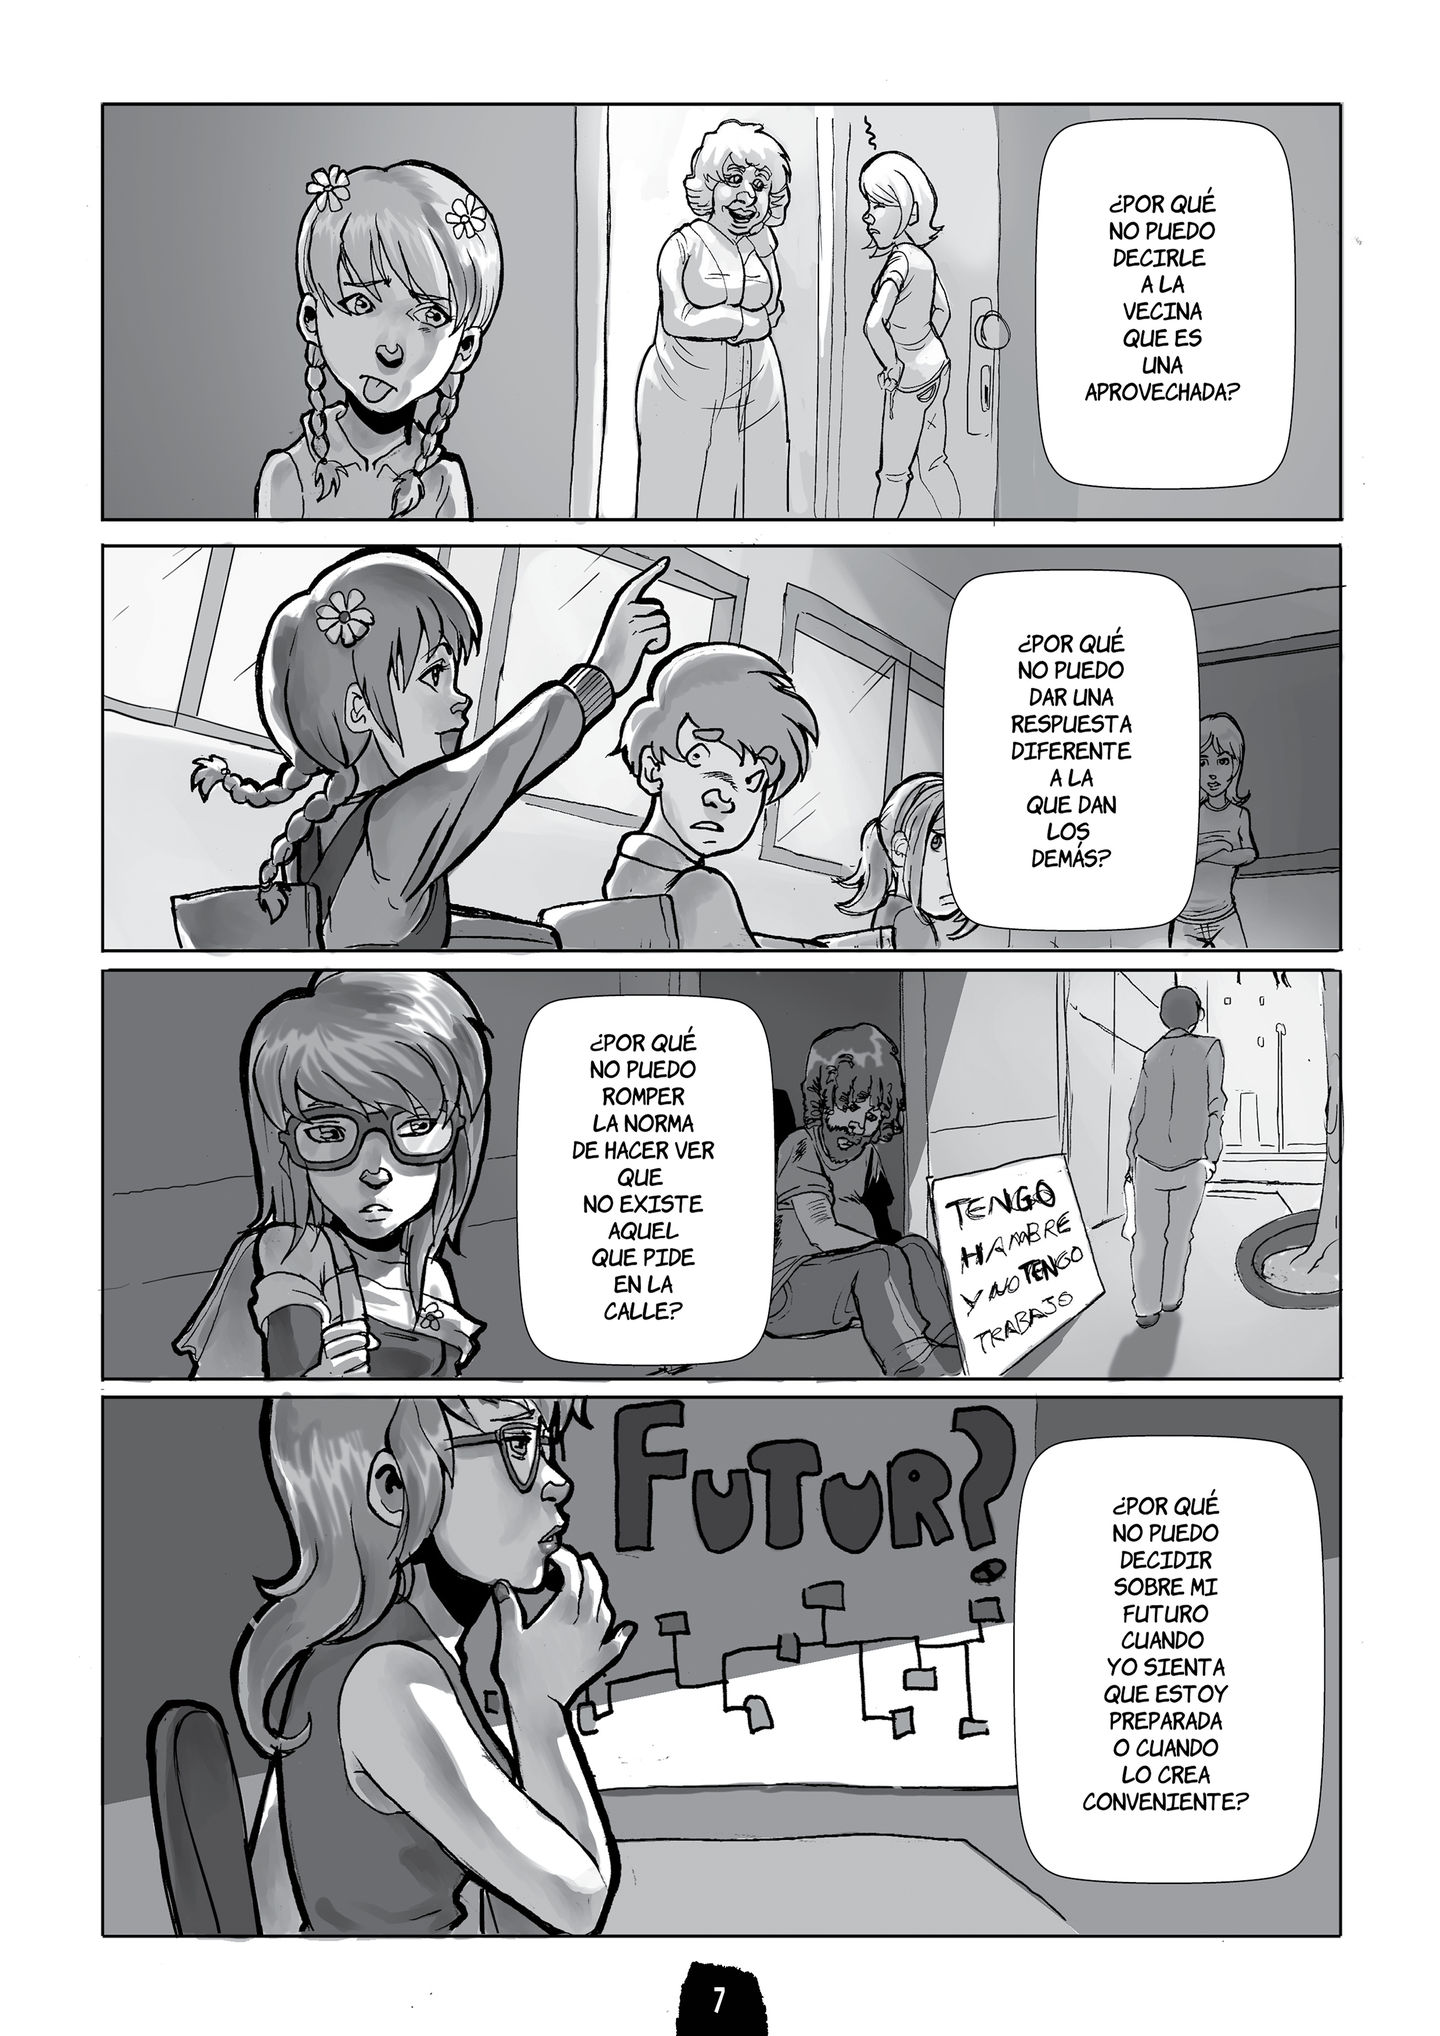 ¿POR QUÉ
NO PUEDO
DECIRLE
A LA
VECINA
QUE ES
UNA
APROVECHADA?
¿POR QUÉ
NO PUEDO
DAR UNA
RESPUESTA
DIFERENTE
A LA
QUE DAN
LOS
DEMÁS?
¿POR QUÉ
NO PUEDO
ROMPER
LA NORMA
DE HACER VER
QUE
NO EXISTE
AQUEL
QUE PIDE
EN LA
CALLE?
TENGO
HAMBRE
Y NO TENGO
TRABAJO
FUTUR?
¿POR QUÉ
NO PUEDO
DECIDIR
SOBRE MI
FUTURO
CUANDO
YO SIENTA
QUE ESTOY
PREPARADA
O CUANDO
LO CREA
CONVENIENTE?
7